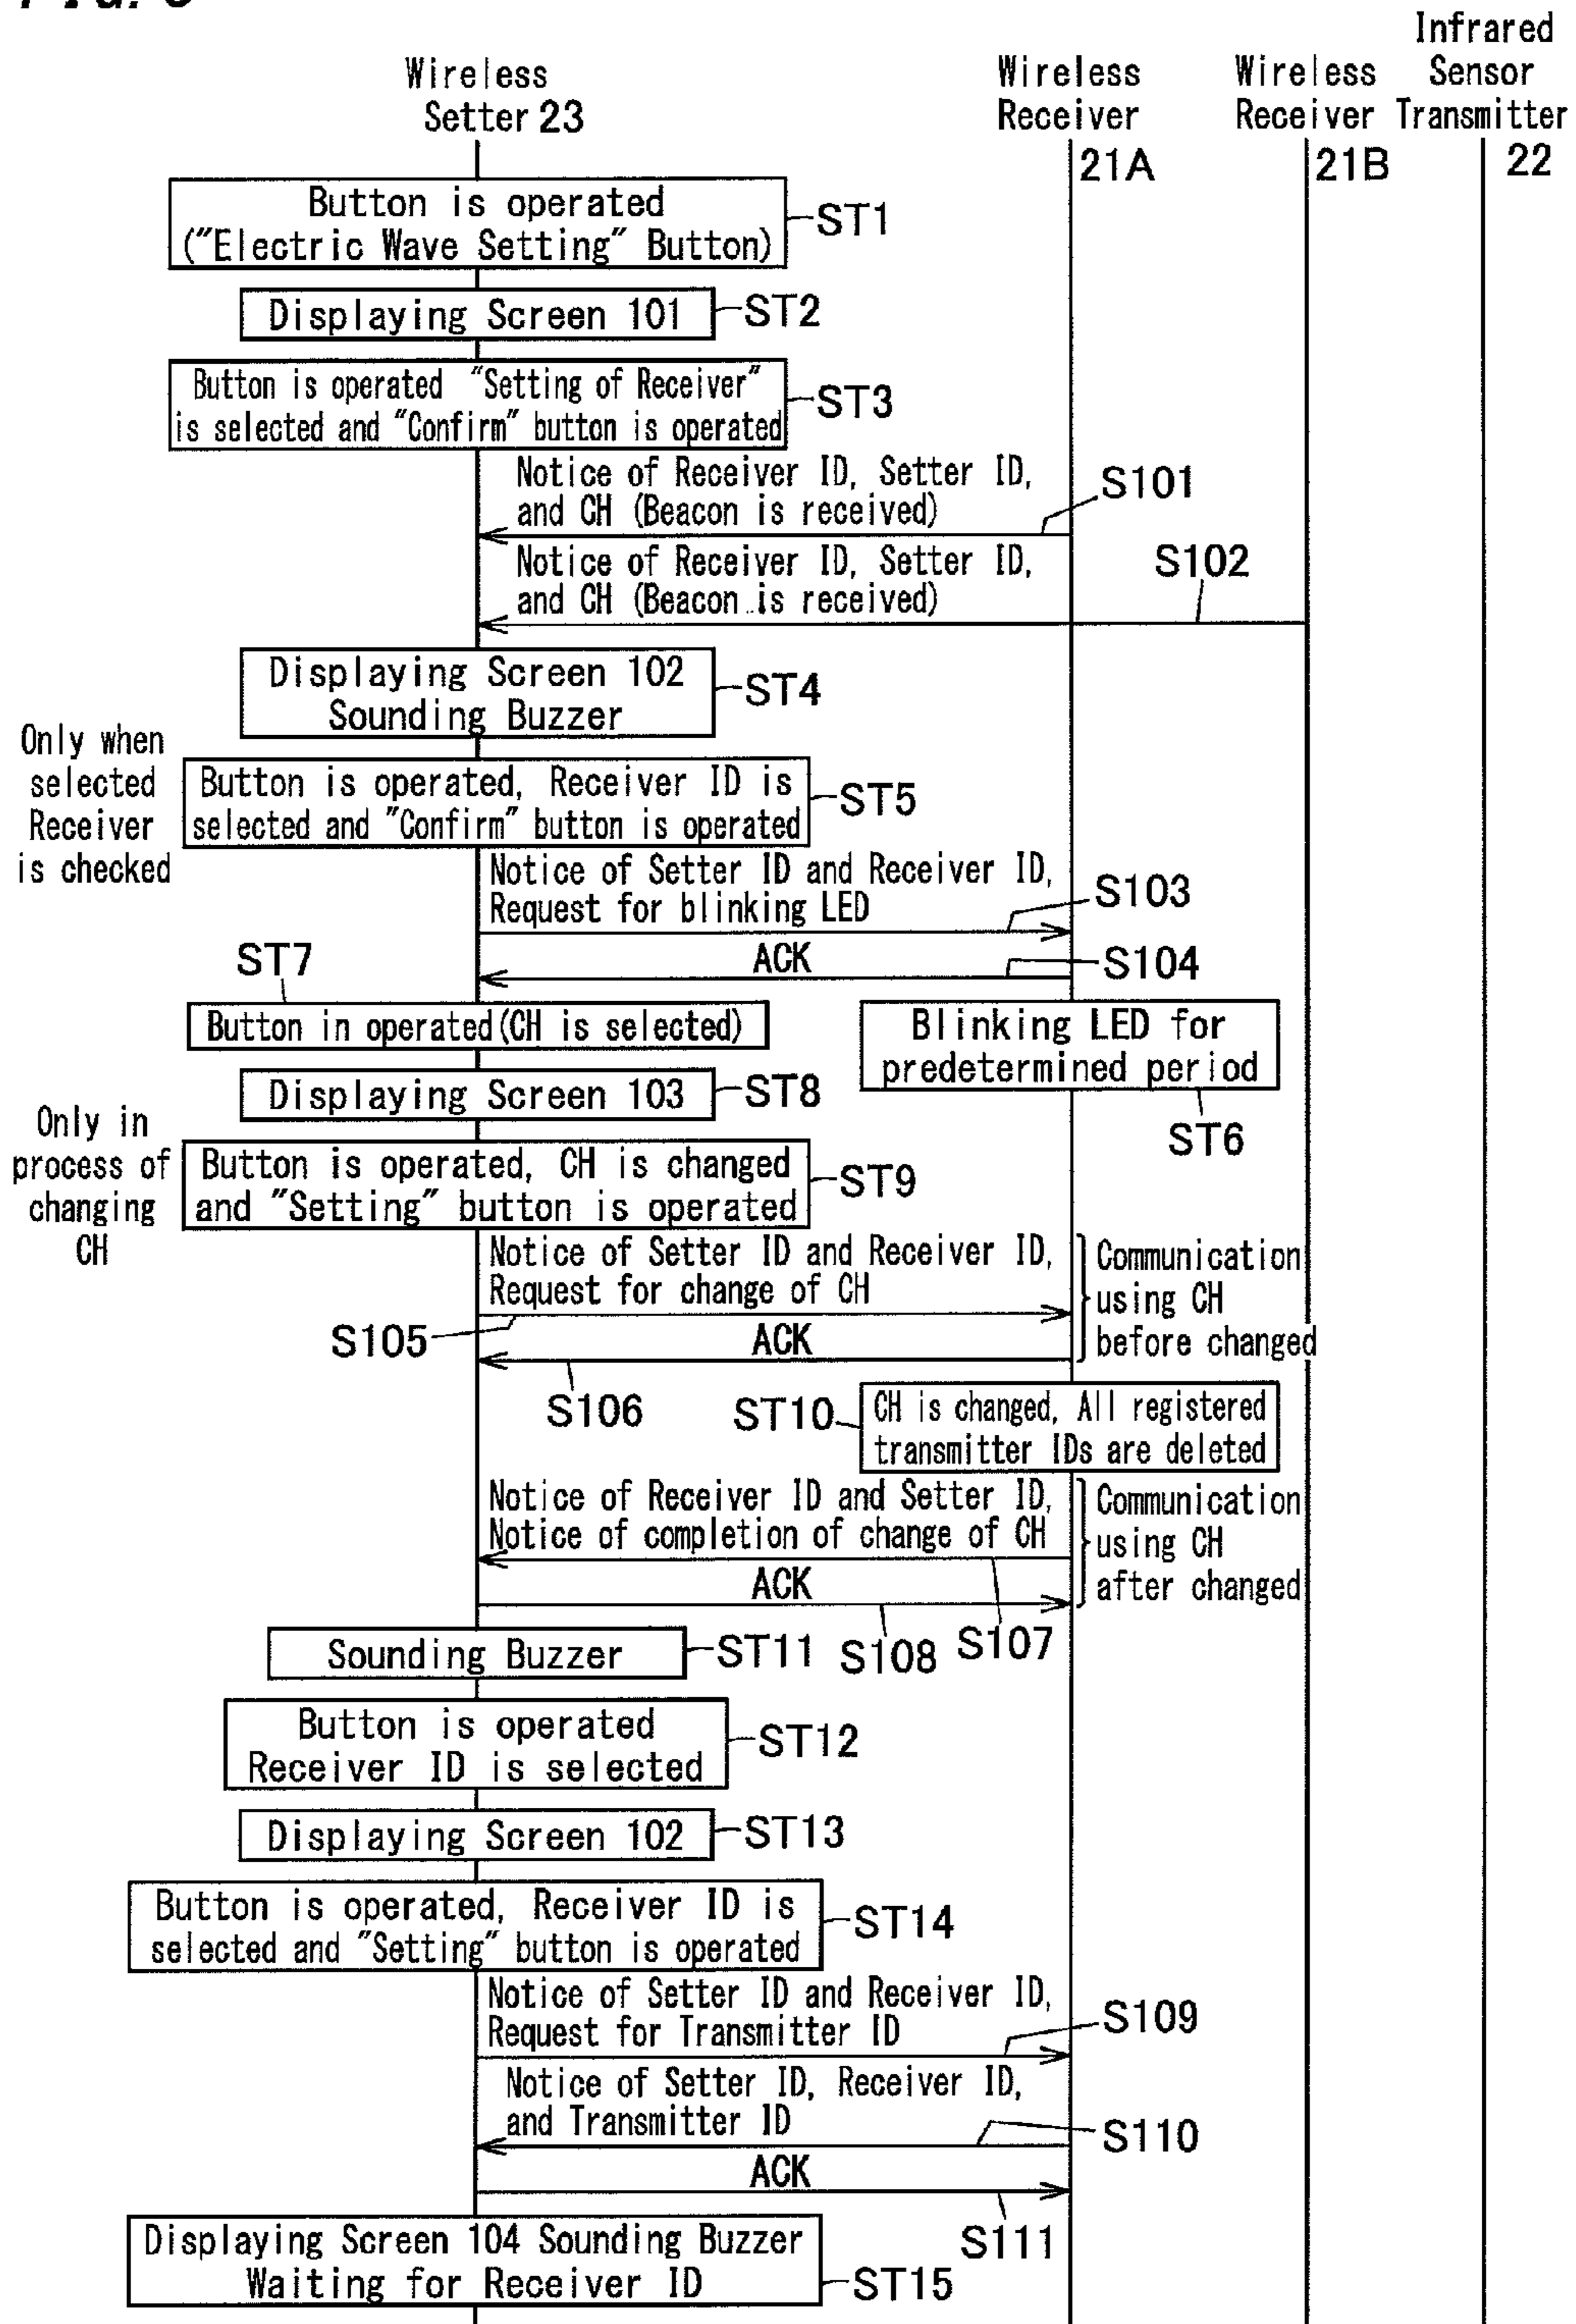 Wireless
Setter 23
Wireless
Receiver
21A
Wireless
Receiver
21B
Infrared
Sensor
Transmitter
22
Button is operated
("Electric Wave Setting" Button)
ST1
Displaying Screen 101
ST2
Button is operated "Setting of Receiver"
is selected and "Confirm" button is operated
ST3
Notice of Receiver ID, Setter ID,
and CH (Beacon is received)
S101
Notice of Receiver ID, Setter ID,
and CH (Beacon is received)
S102
Displaying Screen 102
Sounding Buzzer
ST4
Only when
selected
Receiver
is checked
Button is operated, Receiver ID is
selected and "Confirm" button is operated
ST5
Notice of Setter ID and Receiver ID,
Request for blinking LED
S103
ACK
S104
ST7
Button in operated(CH is selected)
Blinking LED for
predetermined period
ST6
Displaying Screen 103
ST8
Only in
process of
changing
CH
Button is operated, CH is changed
and "Setting" button is operated
ST9
Notice of Setter ID and Receiver ID,
Request for change of CH
S105
ACK
S106
Communication
using CH
before changed
ST10
CH is changed, All registered
transmitter IDs are deleted
Notice of Receiver ID and Setter ID,
Notice of completion of change of CH
ACK
Communication
using CH
after changed
S108
S107
Sounding Buzzer
ST11
Button is operated
Receiver ID is selected
ST12
Displaying Screen 102
ST13
Button is operated, Receiver ID is
selected and "Setting" button is operated
ST14
Notice of Setter ID and Receiver ID,
Request for Transmitter ID
S109
Notice of Setter ID, Receiver ID,
and Transmitter ID
S110
ACK
S111
Displaying Screen 104 Sounding Buzzer
Waiting for Receiver ID
ST15